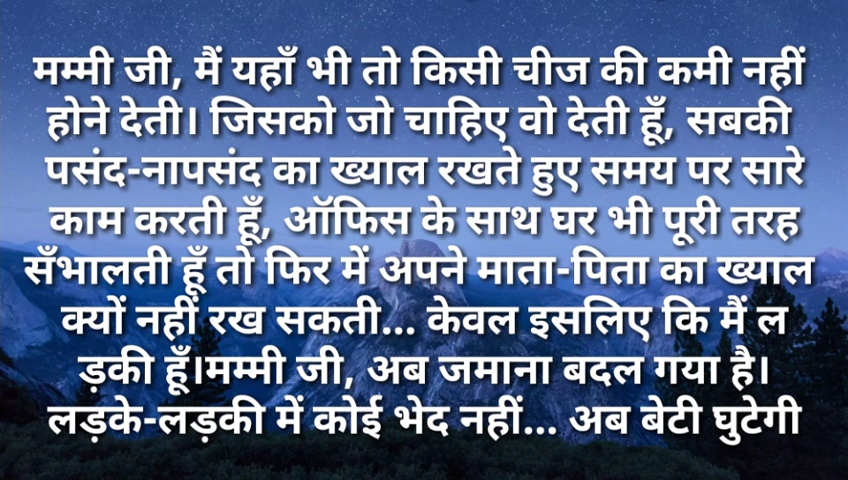 मम्मी जी, मैं यहाँ भी तो किसी चीज की कमी नहीं
होने देती। जिसको जो चाहिए वो देती हूँ, सबकी
पसंद-नापसंद का ख्याल रखते हुए समय पर सारे
काम करती हूँ, ऑफिस के साथ घर भी पूरी तरह
सँभालती हूँ तो फिर में अपने माता-पिता का ख्याल
क्यों नहीं रख सकती... केवल इसलिए कि मैं ल
ड़की हूँ।मम्मी जी, अब जमाना बदल गया है।
लड़के-लड़की में कोई भेद नहीं... अब बेटी घुटेगी